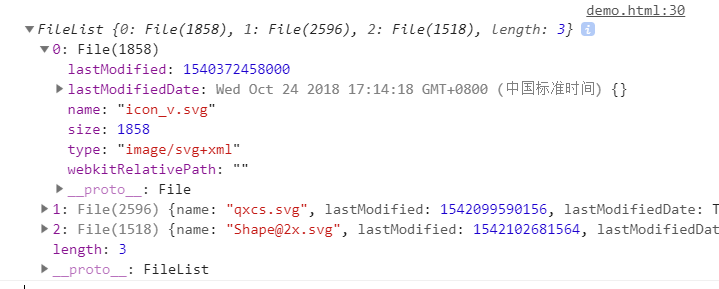 demo.html:30
FileList {0: File(1858), 1: File(2596), 2: File(1518), length: 3} i
0: File(1858)
lastModified: 1540372458000
lastModifiedDate: Wed Oct 24 2018 17:14:18 GMT+0800 (中国标准时间) {}
name: "icon_v.svg"
size: 1858
type: "image/svg+xml"
webkitRelativePath: ""
__proto__: File
1: File(2596) {name: "qxcs.svg", lastModified: 1542099590156, lastModifiedDate: T
2: File(1518) {name: "Shape@2x.svg", lastModified: 1542102681564, lastModifiedDat
length: 3
__proto__: FileList